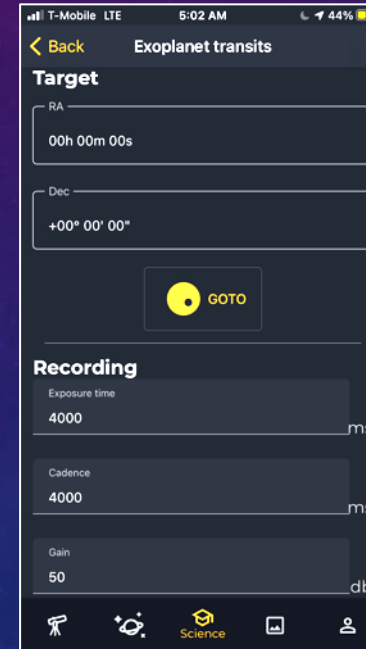 T-Mobile LTE 5:02 AM 44%
Back Exoplanet transits
Target
RA
00h 00m 00s
Dec
+00° 00' 00"
GOTO
Recording
Exposure time
4000
ms
Cadence
4000
ms
Gain
50
db
Science